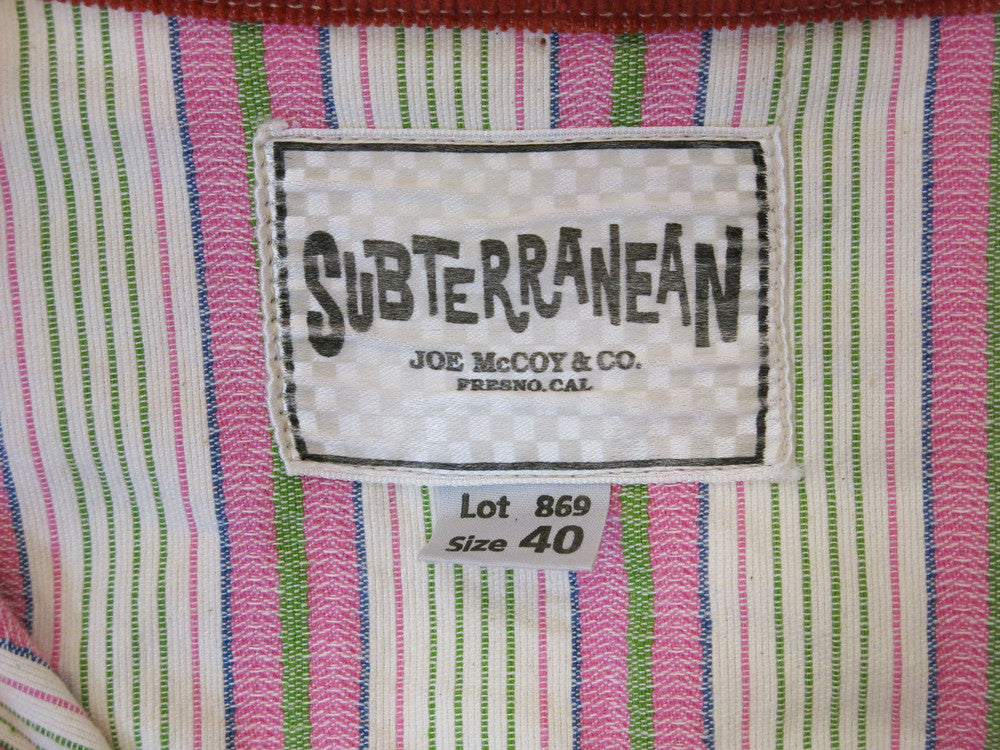 SUBTERRANEAN
JOE McCOY & CO.
FRESNO. CAL
Lot 869
Size 40